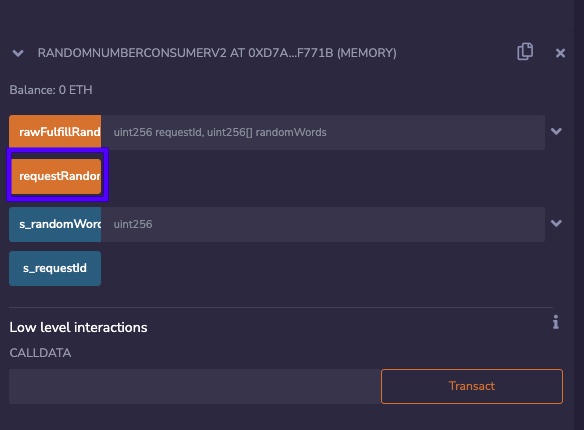 RANDOMNUMBERCONSUMERV2 AT 0XD7A...F771B (MEMORY)
Balance: 0 ETH
rawFulfillRand uint256 requestId, uint256[] randomWords
requestRandor
s_randomWord uint256
s_requestId
Low level interactions
CALLDATA
Transact